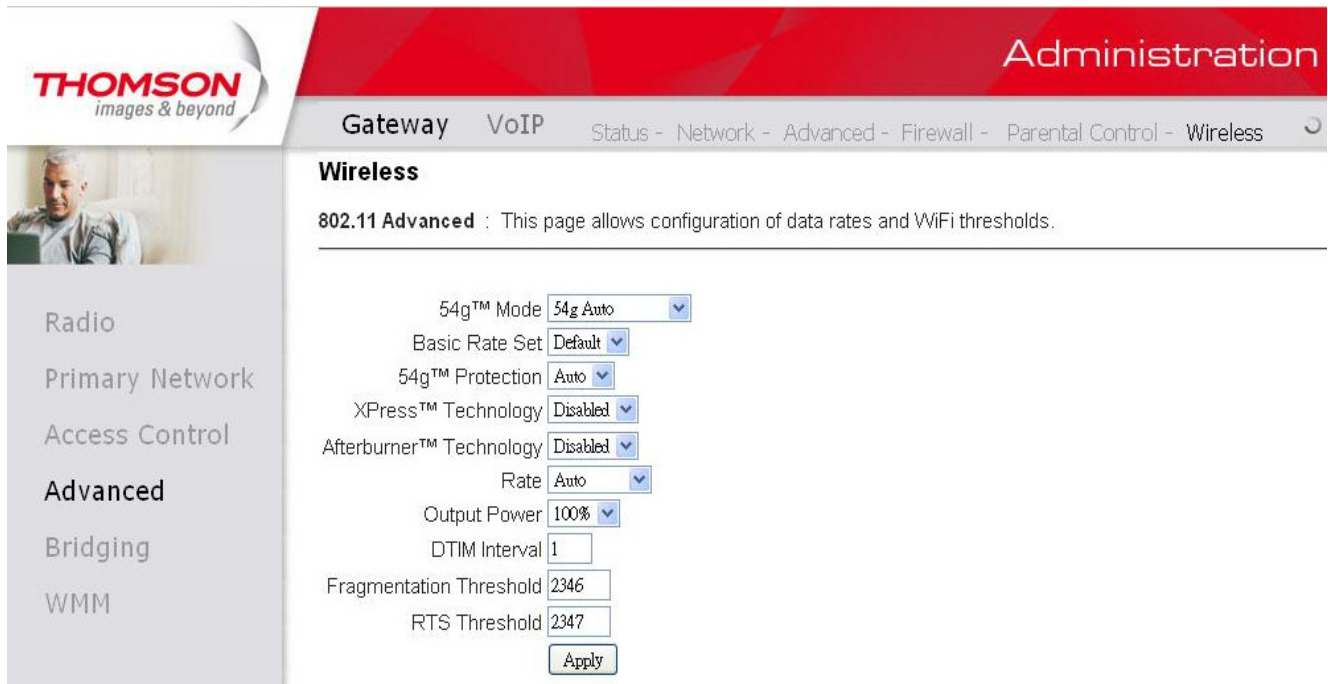 THOMSON
images & beyond
Administration
Gateway VoIP Status - Network - Advanced - Firewall - Parental Control - Wireless
Wireless
802.11 Advanced : This page allows configuration of data rates and WiFi thresholds.
Radio
Primary Network
Access Control
Advanced
Bridging
WMM
54g™ Mode 54g Auto
Basic Rate Set Default
54g™ Protection Auto
XPress™ Technology Disabled
Afterburner™ Technology Disabled
Rate Auto
Output Power 100%
DTIM Interval 1
Fragmentation Threshold 2346
RTS Threshold 2347
Apply